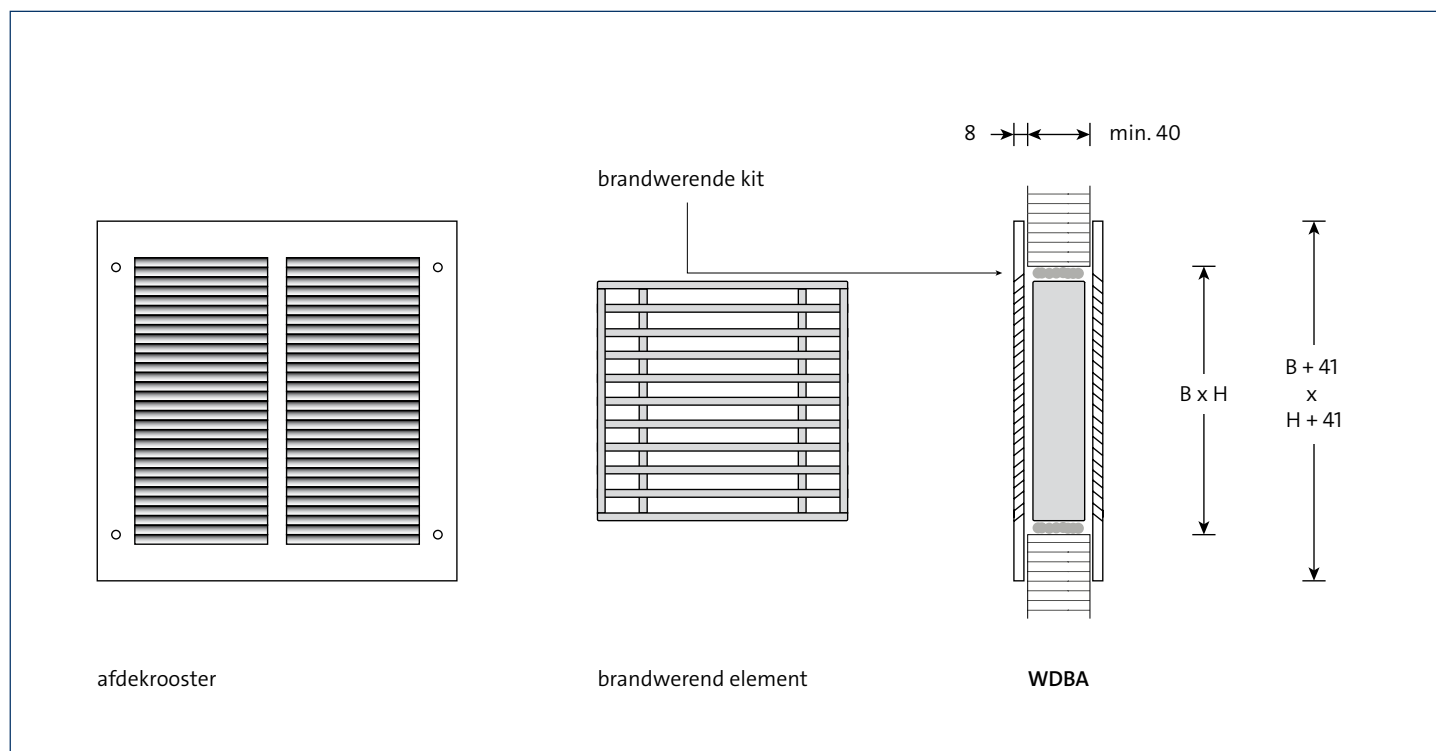 8
min. 40
brandwerende kit
B x H
B + 41
x
H + 41
afdekrooster
brandwerend element
WDBA